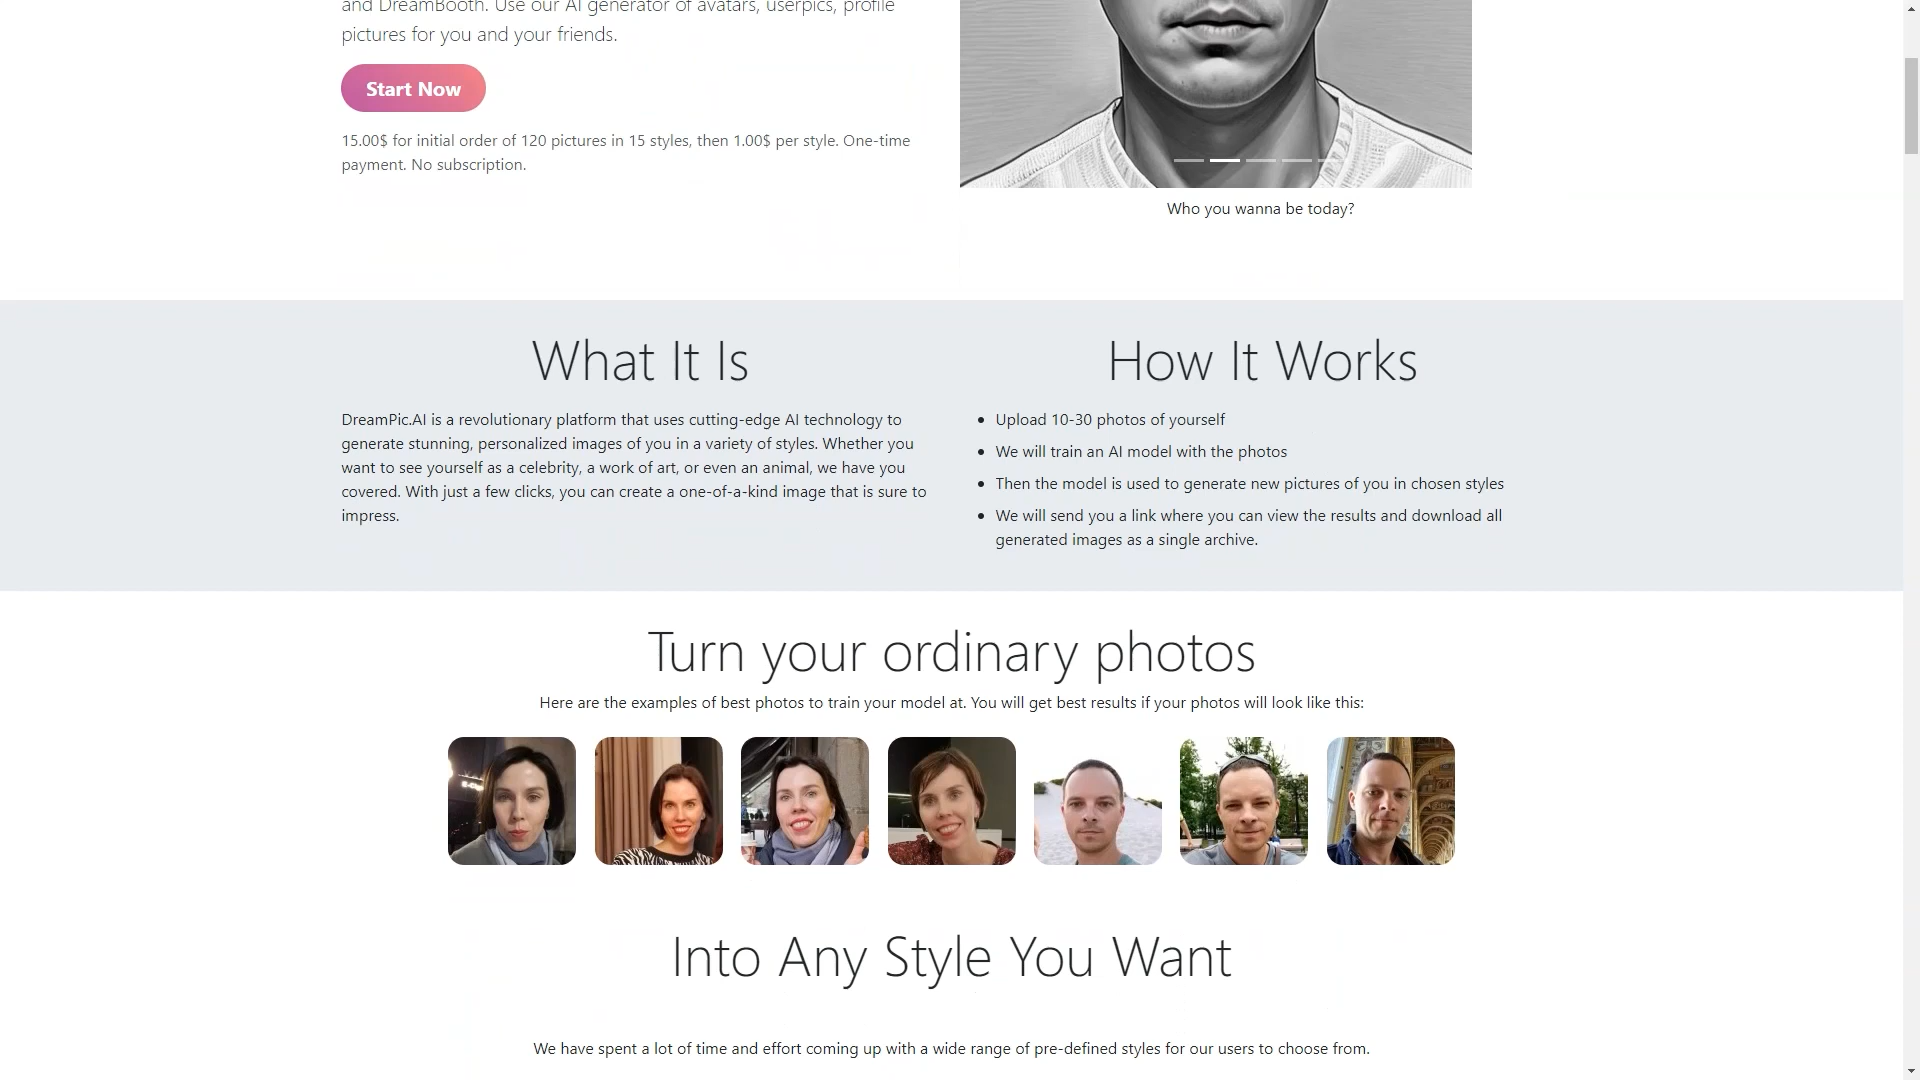 and DreamBooth. Use our AI generator of avatars, userpics, profile
pictures for you and your friends.
Start Now
15.00$ for initial order of 120 pictures in 15 styles, then 1.00$ per style. One-time
payment. No subscription.
Who you wanna be today?
What It Is
DreamPic.AI is a revolutionary platform that uses cutting-edge AI technology to
generate stunning, personalized images of you in a variety of styles. Whether you
want to see yourself as a celebrity, a work of art, or even an animal, we have you
covered. With just a few clicks, you can create a one-of-a-kind image that is sure to
impress.
How It Works
Upload 10-30 photos of yourself
We will train an AI model with the photos
Then the model is used to generate new pictures of you in chosen styles
We will send you a link where you can view the results and download all
generated images as a single archive.
Turn your ordinary photos
Here are the examples of best photos to train your model at. You will get best results if your photos will look like this:
Into Any Style You Want
We have spent a lot of time and effort coming up with a wide range of pre-defined styles for our users to choose from.